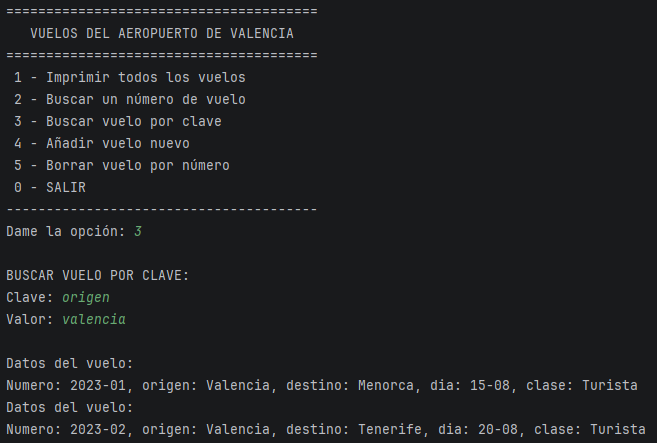 =======================================
   VUELOS DEL AEROPUERTO DE VALENCIA
=======================================
 1 - Imprimir todos los vuelos
 2 - Buscar un número de vuelo
 3 - Buscar vuelo por clave
 4 - Añadir vuelo nuevo
 5 - Borrar vuelo por número
 0 - SALIR
---------------------------------------
Dame la opción: 3

BUSCAR VUELO POR CLAVE:
Clave: origen
Valor: valencia

Datos del vuelo:
Numero: 2023-01, origen: Valencia, destino: Menorca, dia: 15-08, clase: Turista
Datos del vuelo:
Numero: 2023-02, origen: Valencia, destino: Tenerife, dia: 20-08, clase: Turista